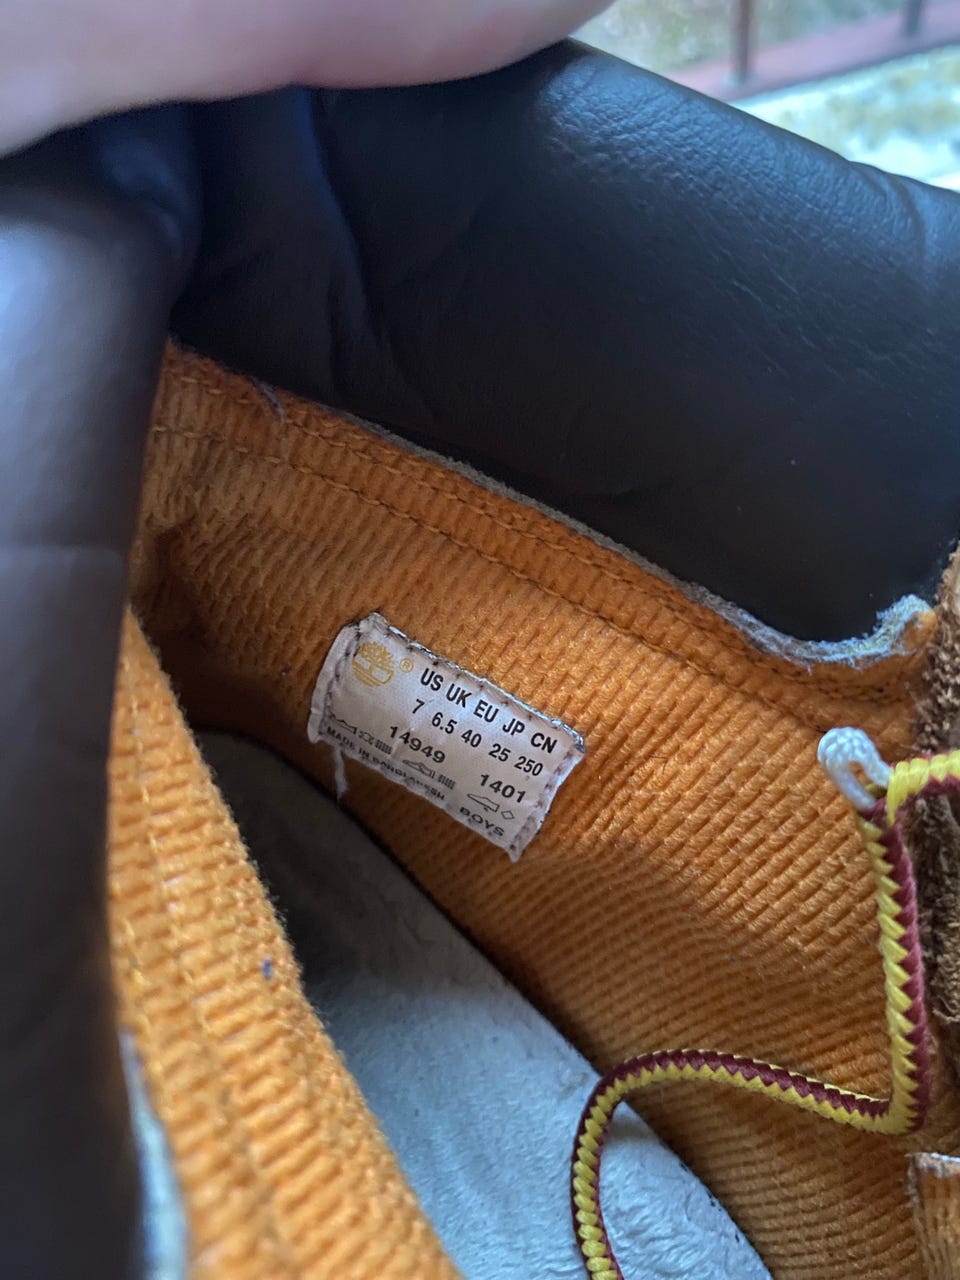 ®
US UK EU JP CN
7 6.5 40 25 250
14949 1401
MADE IN BANGLADESH BOYS